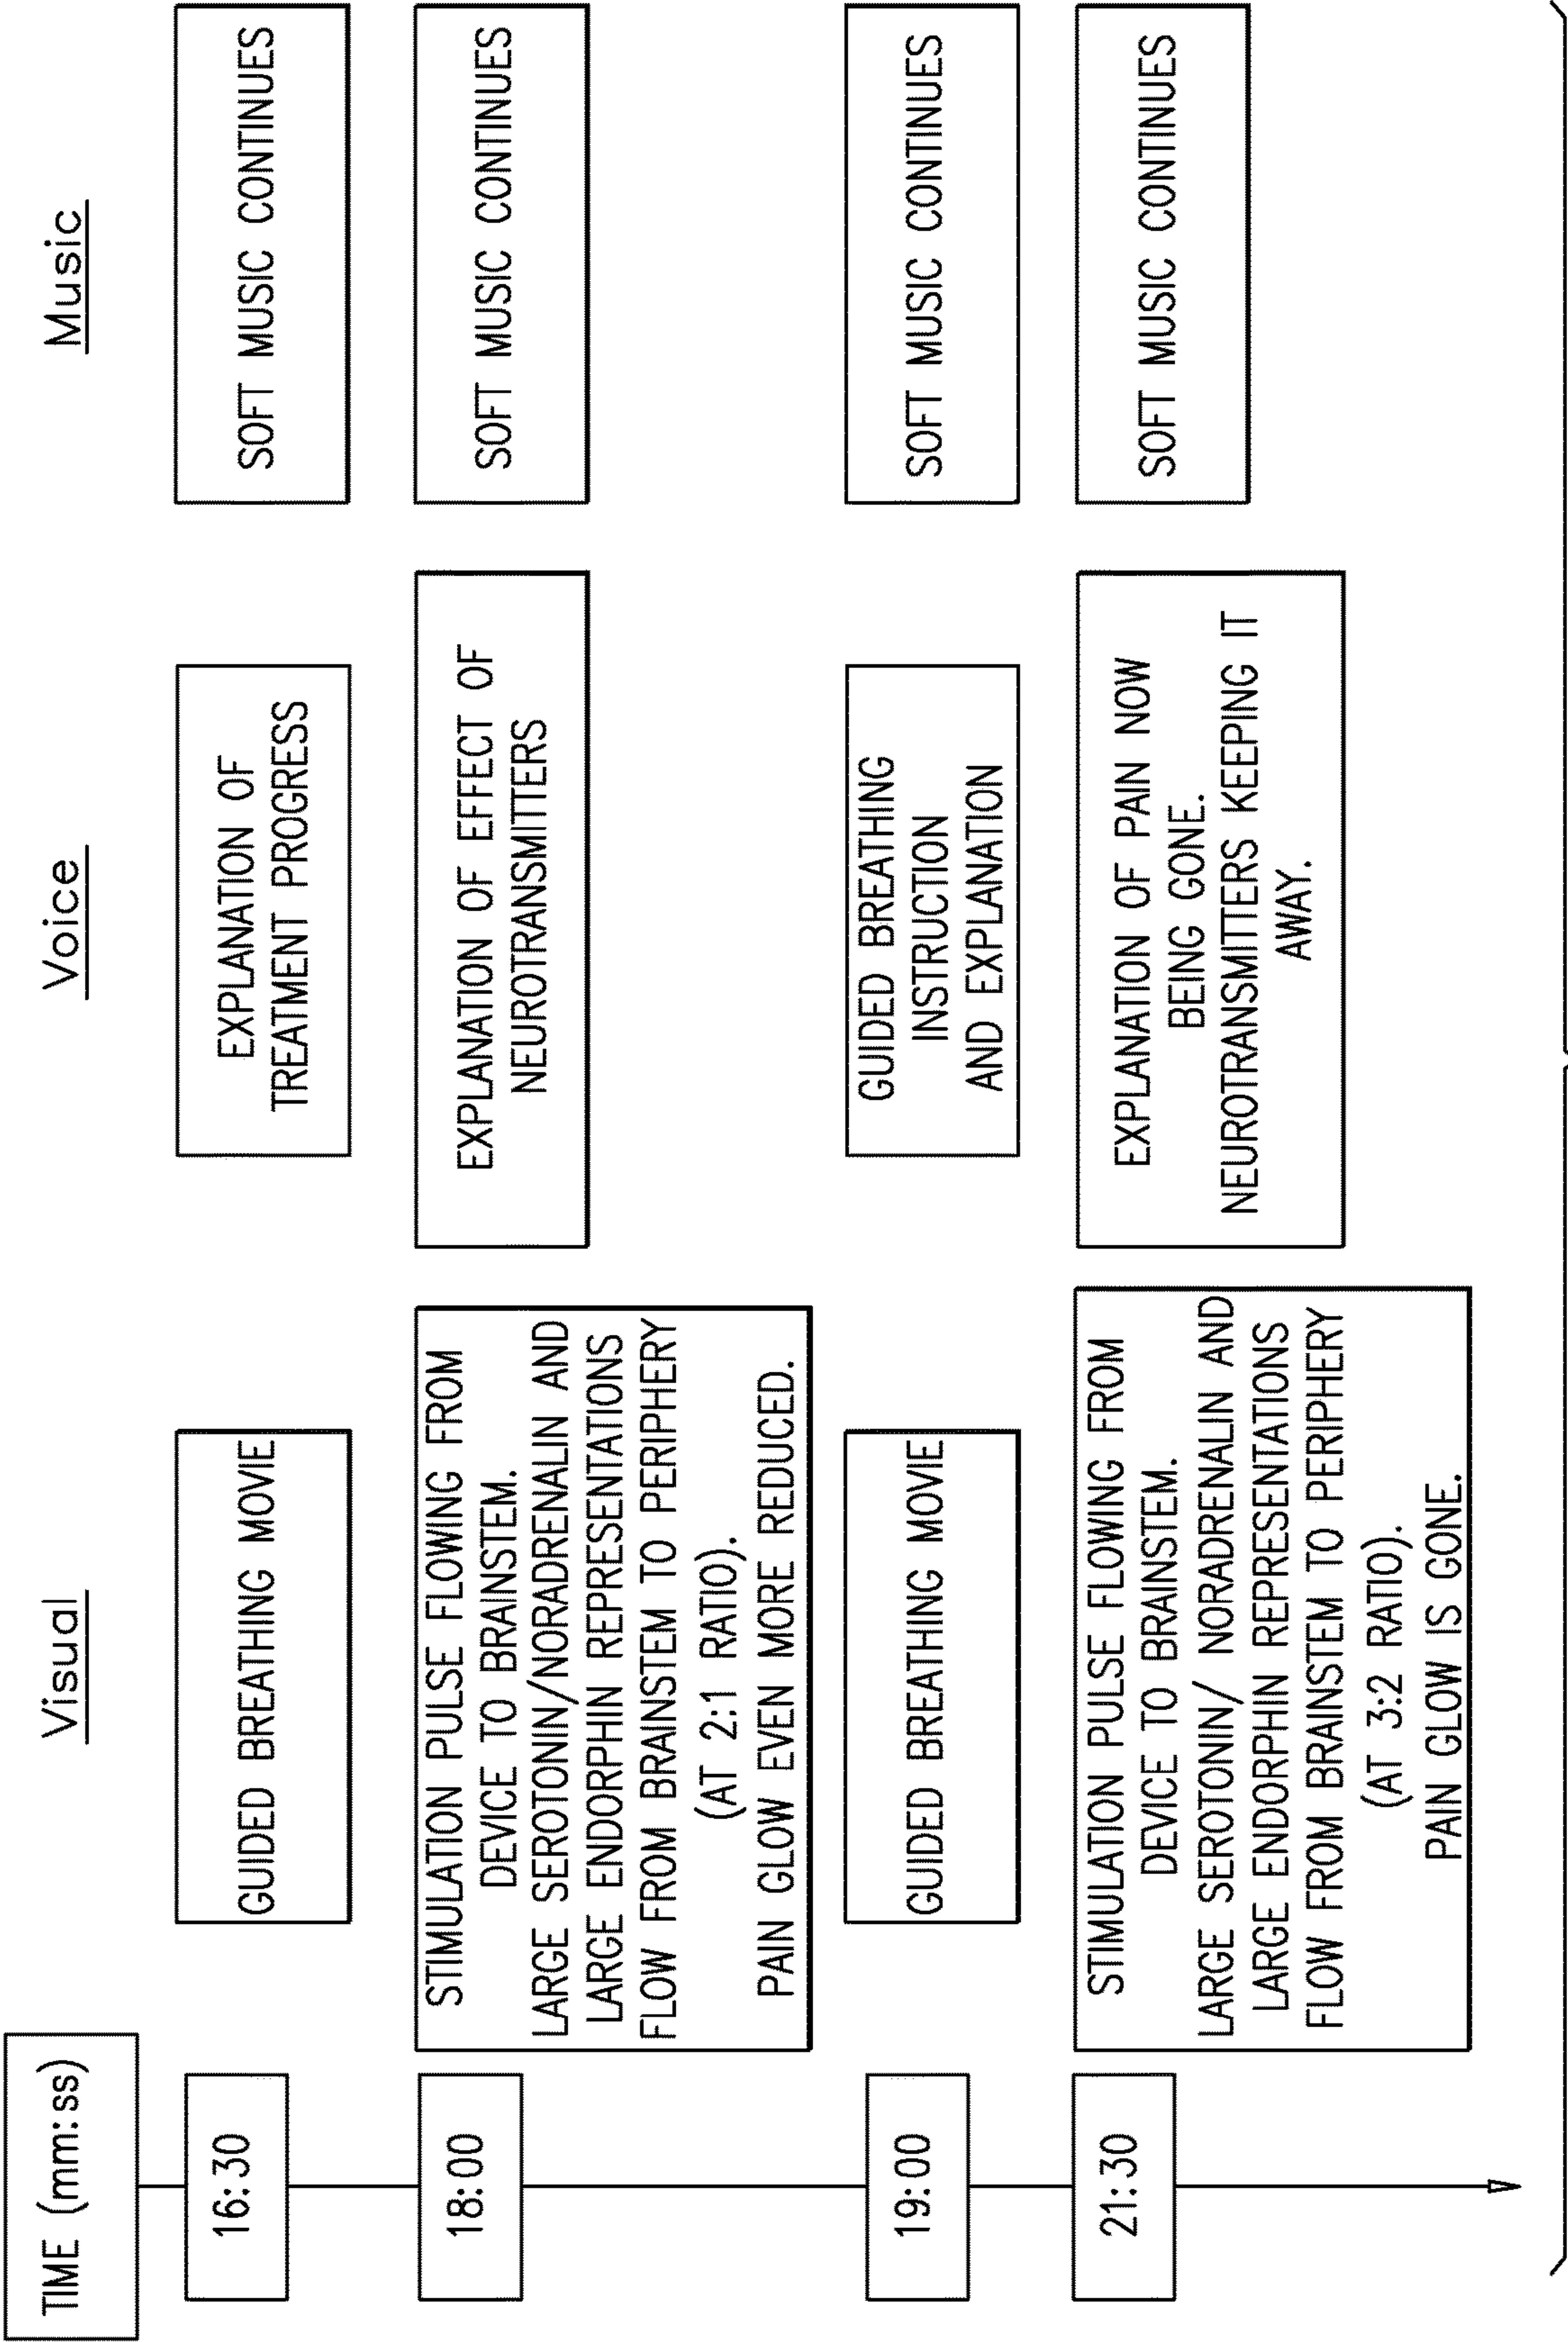 TIME (mm:ss)
Visual
Voice
Music
16:30
GUIDED BREATHING MOVIE
EXPLANATION OF
TREATMENT PROGRESS
SOFT MUSIC CONTINUES
18:00
STIMULATION PULSE FLOWING FROM
DEVICE TO BRAINSTEM.
LARGE SEROTONIN/NORADRENALIN AND
LARGE ENDORPHIN REPRESENTATIONS
FLOW FROM BRAINSTEM TO PERIPHERY
(AT 2:1 RATIO).
PAIN GLOW EVEN MORE REDUCED.
EXPLANATION OF EFFECT OF
NEUROTRANSMITTERS
SOFT MUSIC CONTINUES
19:00
GUIDED BREATHING MOVIE
GUIDED BREATHING
INSTRUCTION
AND EXPLANATION
SOFT MUSIC CONTINUES
21:30
STIMULATION PULSE FLOWING FROM
DEVICE TO BRAINSTEM.
LARGE SEROTONIN/ NORADRENALIN AND
LARGE ENDORPHIN REPRESENTATIONS
FLOW FROM BRAINSTEM TO PERIPHERY
(AT 3:2 RATIO).
PAIN GLOW IS GONE.
EXPLANATION OF PAIN NOW
BEING GONE.
NEUROTRANSMITTERS KEEPING IT
AWAY.
SOFT MUSIC CONTINUES